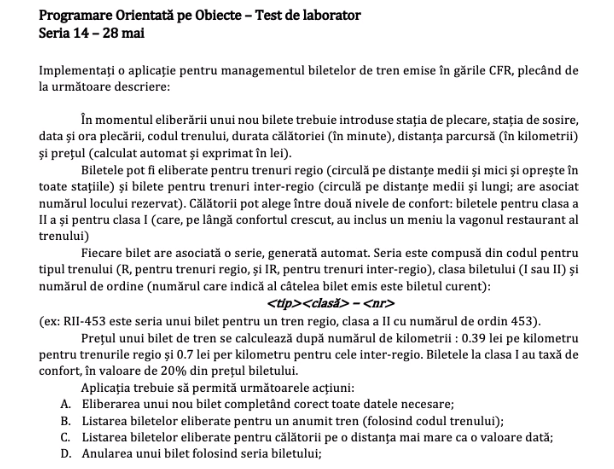 Programare Orientată pe Obiecte – Test de laborator
Seria 14 – 28 mai
Implementați o aplicație pentru managementul biletelor de tren emise în gările CFR, plecând de
la următoare descriere:
În momentul eliberării unui nou bilete trebuie introduse stația de plecare, stația de sosire,
data și ora plecării, codul trenului, durata călătoriei (în minute), distanța parcursă (în kilometrii)
și prețul (calculat automat și exprimat în lei).
Biletele pot fi eliberate pentru trenuri regio (circulă pe distanțe medii și mici și oprește în
toate stațiile) și bilete pentru trenuri inter-regio (circulă pe distanțe medii și lungi; are asociat
numărul locului rezervat). Călătorii pot alege între două nivele de confort: biletele pentru clasa a
II a și pentru clasa I (care, pe lângă confortul crescut, au inclus un meniu la vagonul restaurant al
trenului)
Fiecare bilet are asociată o serie, generată automat. Seria este compusă din codul pentru
tipul trenului (R, pentru trenuri regio, și IR, pentru trenuri inter-regio), clasa biletului (I sau II) și
numărul de ordine (numărul care indică al câtelea bilet emis este biletul curent):
<tip><clasă> – <nr>
(ex: RII-453 este seria unui bilet pentru un tren regio, clasa a II cu numărul de ordin 453).
Prețul unui bilet de tren se calculează după numărul de kilometrii : 0.39 lei pe kilometru
pentru trenurile regio și 0.7 lei per kilometru pentru cele inter-regio. Biletele la clasa I au taxă de
confort, în valoare de 20% din prețul biletului.
Aplicația trebuie să permită următoarele acțiuni:
A. Eliberarea unui nou bilet completând corect toate datele necesare;
B. Listarea biletelor eliberate pentru un anumit tren (folosind codul trenului);
C. Listarea biletelor eliberate pentru călătorii pe o distanța mai mare ca o valoare dată;
D. Anularea unui bilet folosind seria biletului;